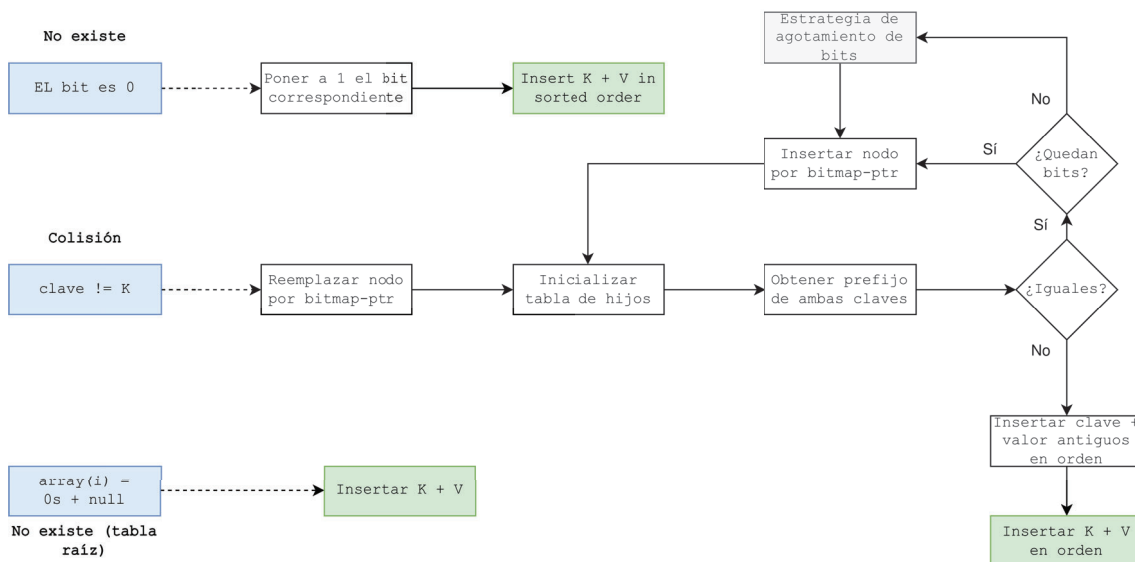 No existe
EL bit es 0
Poner a 1 el bit
correspondiente
Insert K + V in
sorted order
Estrategia de
agotamiento de
bits
No
¿Quedan
bits?
Sí
Insertar nodo
por bitmap-ptr
Colisión
clave != K
Reemplazar nodo
por bitmap-ptr
Inicializar
tabla de hijos
Obtener prefijo
de ambas claves
Sí
¿Iguales?
No
Insertar clave +
valor antiguos
en orden
Insertar K + V
en orden
array(i) =
0s + null
Insertar K + V
No existe (tabla
raíz)